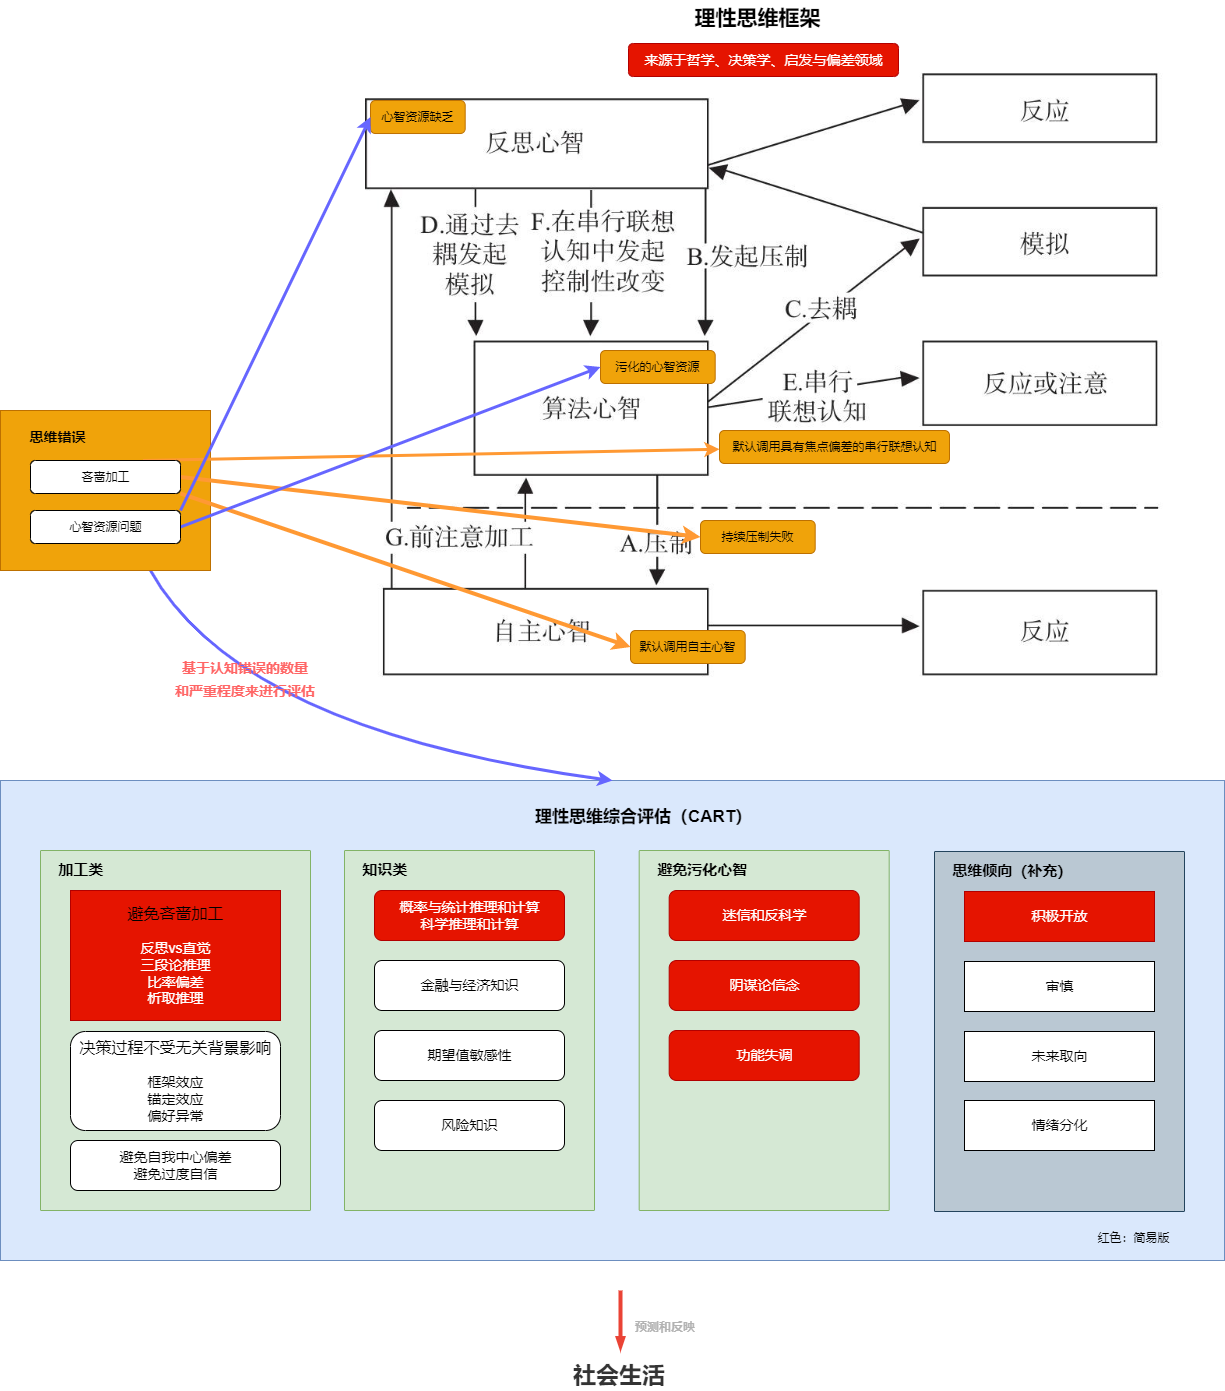 理性思维框架
来源于哲学、决策学、启发与偏差领域
心智资源缺乏
反思心智
反应
D.通过去
耦发起
模拟
F.在串行联想
认知中发起
控制性改变
B.发起压制
模拟
C.去耦
污化的心智资源
算法心智
E.串行
联想认知
反应或注意
思维错误
吝啬加工
心智资源问题
默认调用具有焦点偏差的串行联想认知
G.前注意加工
A.压制
持续压制失败
自主心智
默认调用自主心智
反应
基于认知错误的数量
和严重程度来进行评估
理性思维综合评估（CART）
加工类
避免吝啬加工
反思vs直觉
三段论推理
比率偏差
析取推理
决策过程不受无关背景影响
框架效应
锚定效应
偏好异常
避免自我中心偏差
避免过度自信
知识类
概率与统计推理和计算
科学推理和计算
金融与经济知识
期望值敏感性
风险知识
避免污化心智
迷信和反科学
阴谋论信念
功能失调
思维倾向（补充）
积极开放
审慎
未来取向
情绪分化
红色：简易版
预测和反映
社会生活